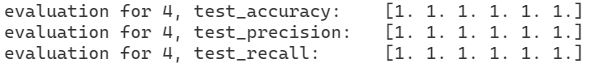 evaluation for 4, test_accuracy:    [1. 1. 1. 1. 1. 1.]
evaluation for 4, test_precision:   [1. 1. 1. 1. 1. 1.]
evaluation for 4, test_recall:      [1. 1. 1. 1. 1. 1.]